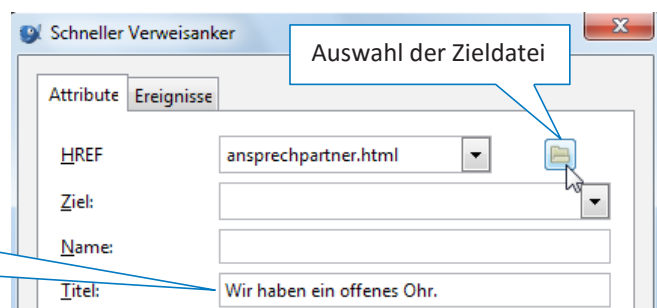 Schneller Verweisanker
X
Auswahl der Zieldatei
Attribute Ereignisse
HREF ansprechpartner.html
Ziel:
Name:
Titel: Wir haben ein offenes Ohr.